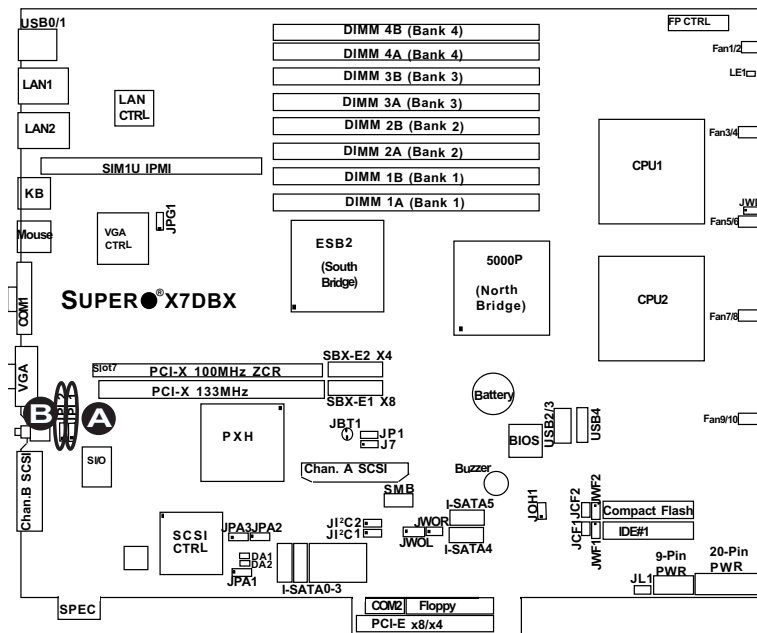 USB0/1
DIMM 4B (Bank 4)
FP CTRL
DIMM 4A (Bank 4)
Fan1/2
DIMM 3B (Bank 3)
LE1
LAN1
LAN
CTRL
DIMM 3A (Bank 3)
LAN2
DIMM 2B (Bank 2)
Fan3/4
DIMM 2A (Bank 2)
SIM1U IPMI
CPU1
DIMM 1B (Bank 1)
KB
DIMM 1A (Bank 1)
JPG1
Fan5/6
Mouse
VGA
CTRL
ESB2
(South
Bridge)
5000P
(North
Bridge)
CPU2
COM1
SUPER® X7DBX
Fan7/8
SBX-E2 X4
Slot7
PCI-X 100MHz ZCR
VGA
PCI-X 133MHz
SBX-E1 X8
Battery
B
A
JBT1
JP1
J7
BIOS
USB2/3
USB4
Fan9/10
PXH
SI/O
Chan. A SCSI
Buzzer
Chan.B SCSI
SMB
I-SATA5
JOH1
JCF2
JWF2
Compact Flash
SCSI
CTRL
JPA3
JPA2
JI²C2
JI²C1
JWOR
JWOL
I-SATA4
JCF1
JWF1
IDE#1
DA1
DA2
JPA1
I-SATA0-3
JL1
9-Pin
PWR
20-Pin
PWR
SPEC
COM2
Floppy
PCI-E x8/x4